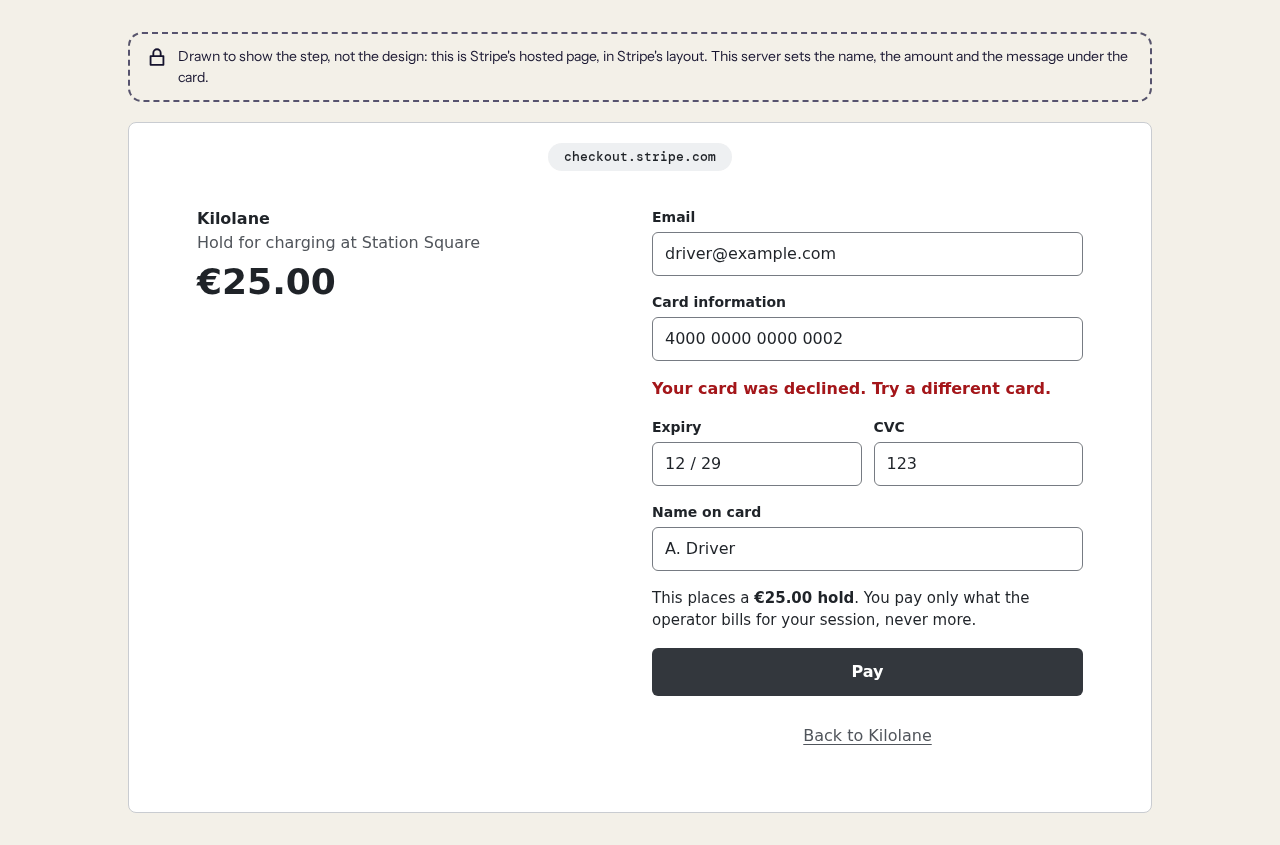 Drawn to show the step, not the design: this is Stripe's hosted page, in Stripe's layout. This server sets the name, the amount and the message under the
card.
checkout.stripe.com
Kilolane
Hold for charging at Station Square
€25.00
Email
driver@example.com
Card information
4000 0000 0000 0002
Your card was declined. Try a different card.
Expiry
CVC
12 / 29
123
Name on card
A. Driver
This places a €25.00 hold. You pay only what the
operator bills for your session, never more.
Pay
Back to Kilolane